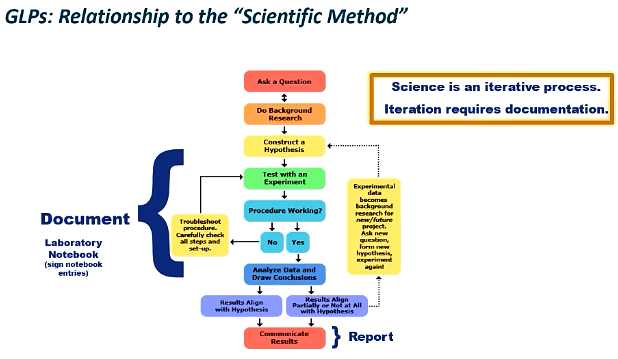 GLPs: Relationship to the “Scientific Method”
Science is an iterative process.
Iteration requires documentation.
Ask a Question
Do Background
Research
Construct a
Hypothesis
Test with an
Experiment
Procedure Working?
No
Yes
Troubleshoot
procedure.
Carefully check
all steps and
set-up.
Experimental
data
becomes
background
research for
new/future
project.
Ask new
question,
form new
hypothesis,
experiment
again!
Document
Laboratory
Notebook
(sign notebook
entries)
Analyze Data and
Draw Conclusions
Results Align
with Hypothesis
Results Align
Partially or Not at All
with Hypothesis
Communicate
Results
Report